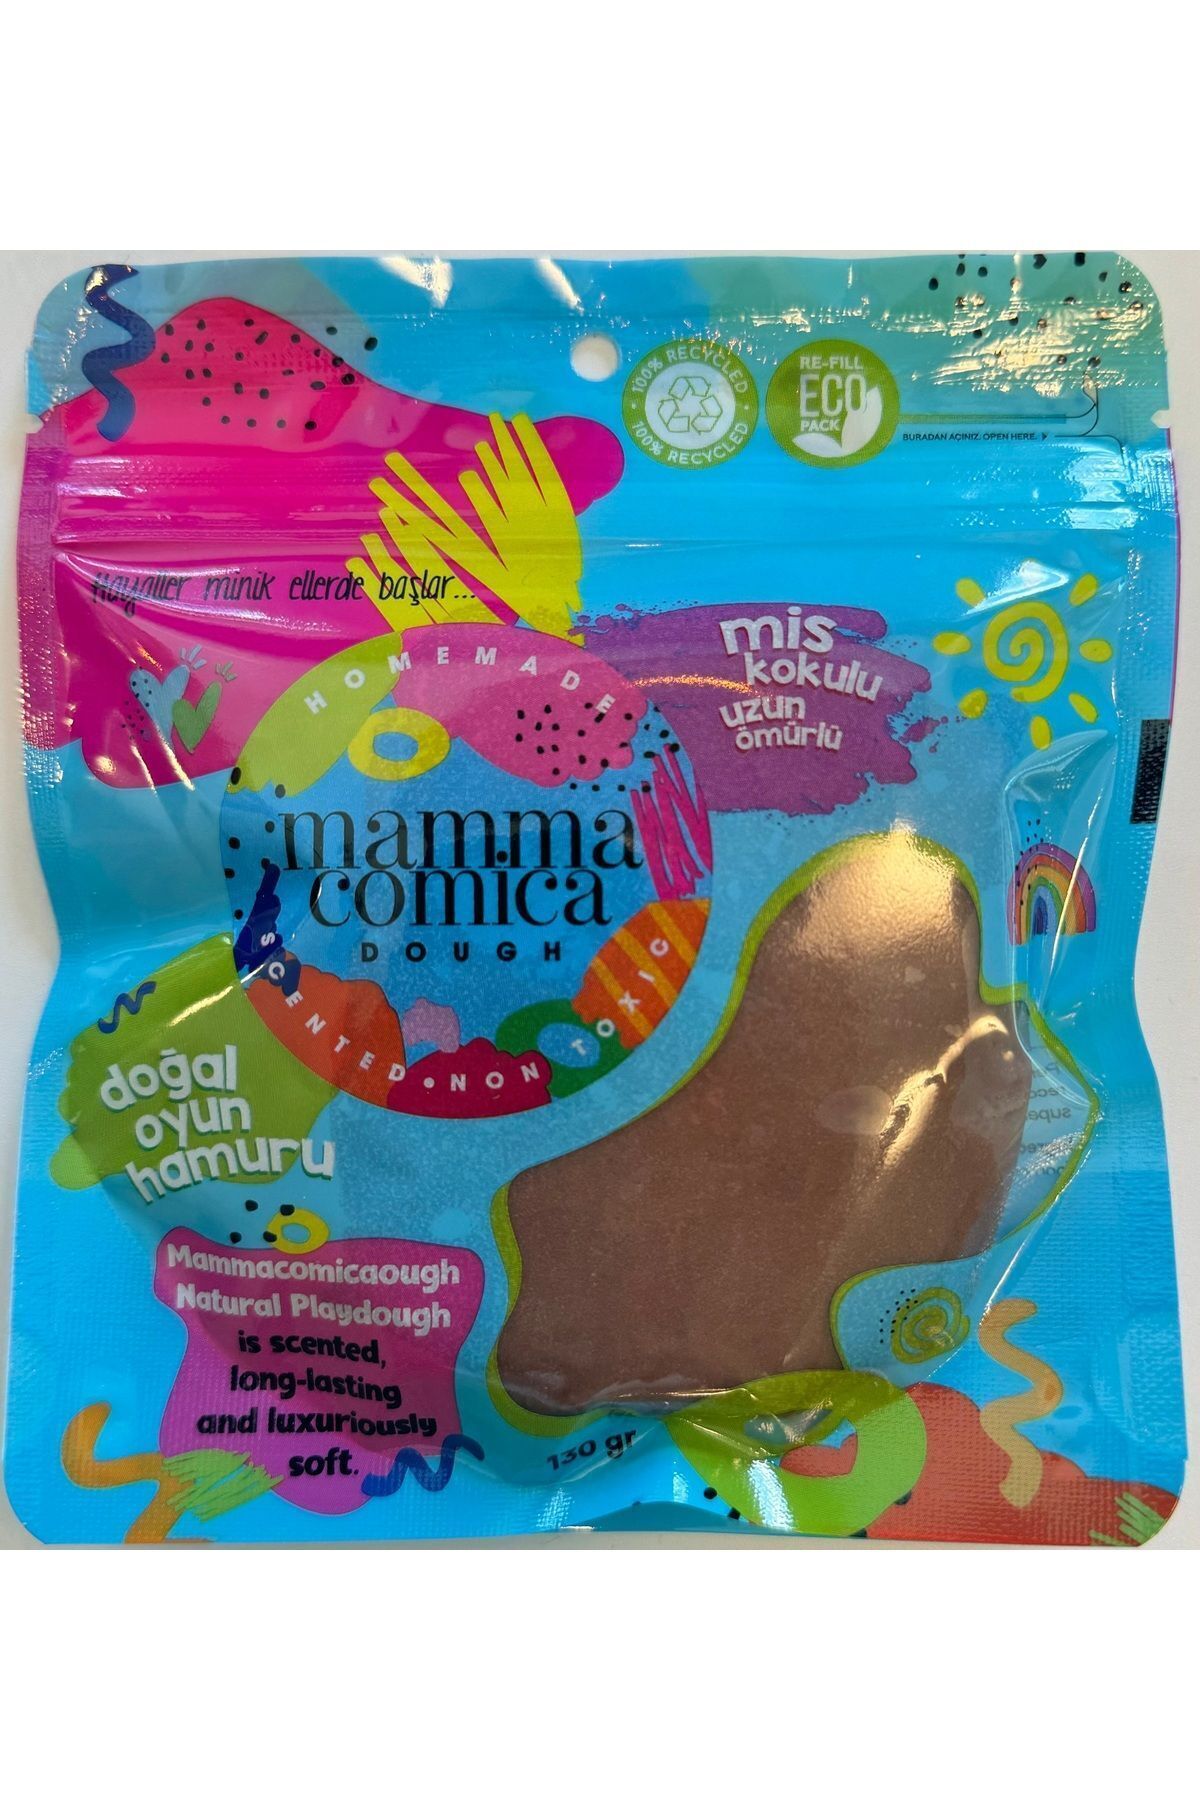 100% RECYCLED
100% RECYCLED
RE-FILL
ECO
PACK
BURADAN AÇINIZ. OPEN HERE.
Hayaller minik ellerde başlar...
mis
kokulu
uzun
ömürlü
HOMEMADE
mamma
comica
DOUGH
SCENTED • NON TOXIC
doğal
oyun
hamuru
Mammacomicaough
Natural Playdough
is scented,
long-lasting
and luxuriously
soft.
130 gr